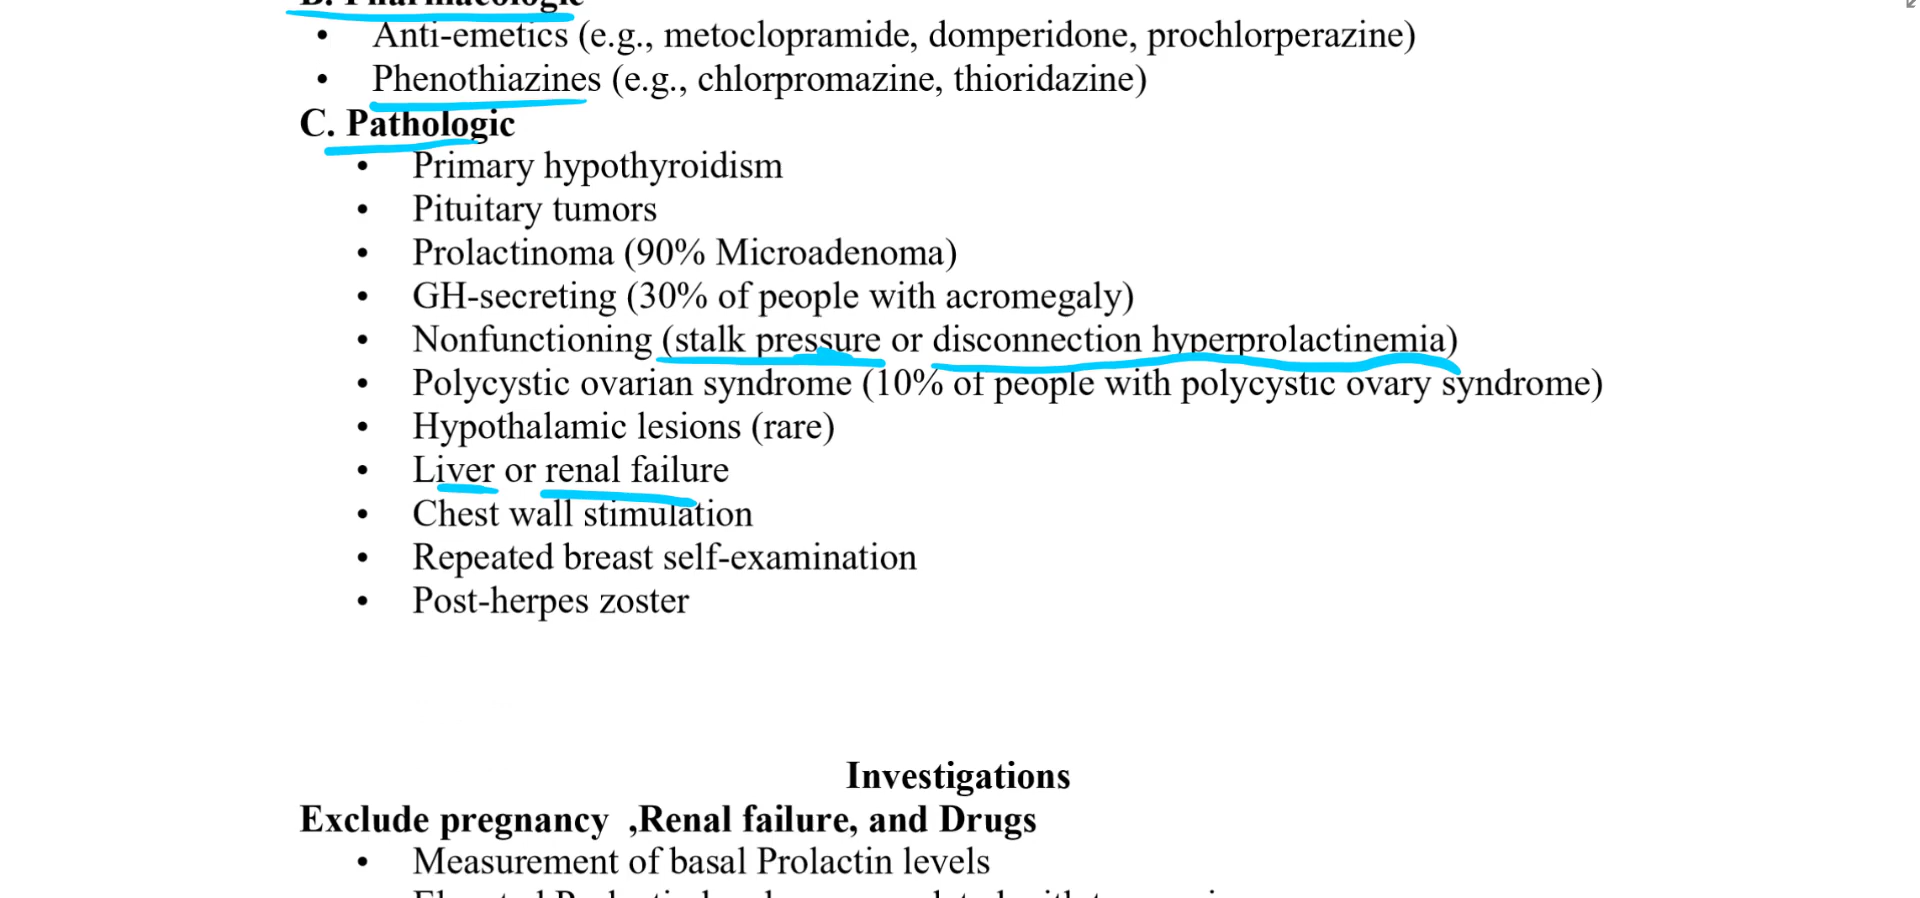 B. Pharmacologic
• Anti-emetics (e.g., metoclopramide, domperidone, prochlorperazine)
• Phenothiazines (e.g., chlorpromazine, thioridazine)
C. Pathologic
• Primary hypothyroidism
• Pituitary tumors
• Prolactinoma (90% Microadenoma)
• GH-secreting (30% of people with acromegaly)
• Nonfunctioning (stalk pressure or disconnection hyperprolactinemia)
• Polycystic ovarian syndrome (10% of people with polycystic ovary syndrome)
• Hypothalamic lesions (rare)
• Liver or renal failure
• Chest wall stimulation
• Repeated breast self-examination
• Post-herpes zoster
Investigations
Exclude pregnancy ,Renal failure, and Drugs
• Measurement of basal Prolactin levels